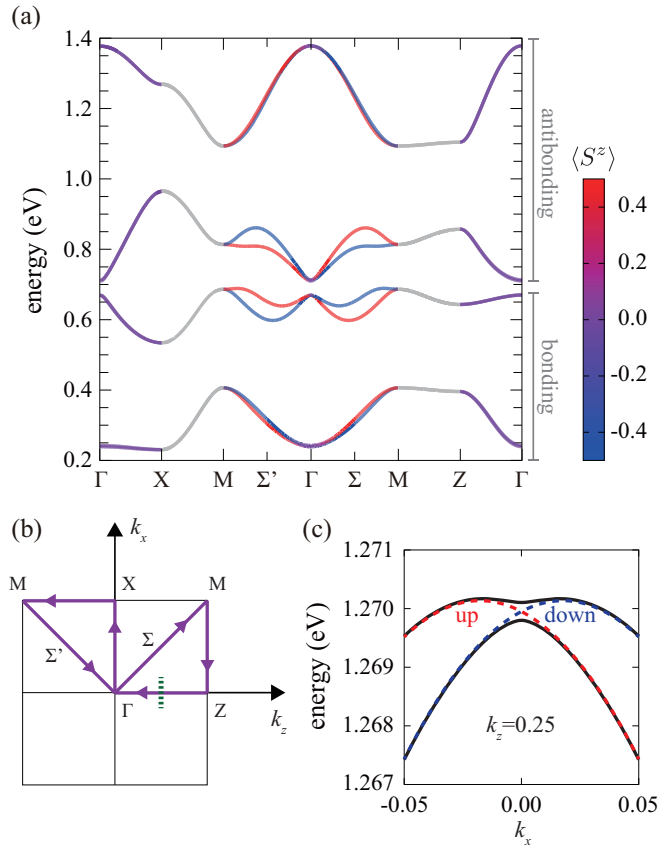 (a)
1.4
1.2
1.0
0.8
0.6
0.4
0.2
energy (eV)
Γ X M Σ' Γ Σ M Z Γ
antibonding
bonding
⟨S^z⟩
0.4
0.2
0.0
-0.2
-0.4
(b)
k_x
M X M
Σ' Σ
Γ Z
k_z
(c)
1.271
1.270
1.269
1.268
1.267
energy (eV)
up down
k_z=0.25
-0.05 0.00 0.05
k_x